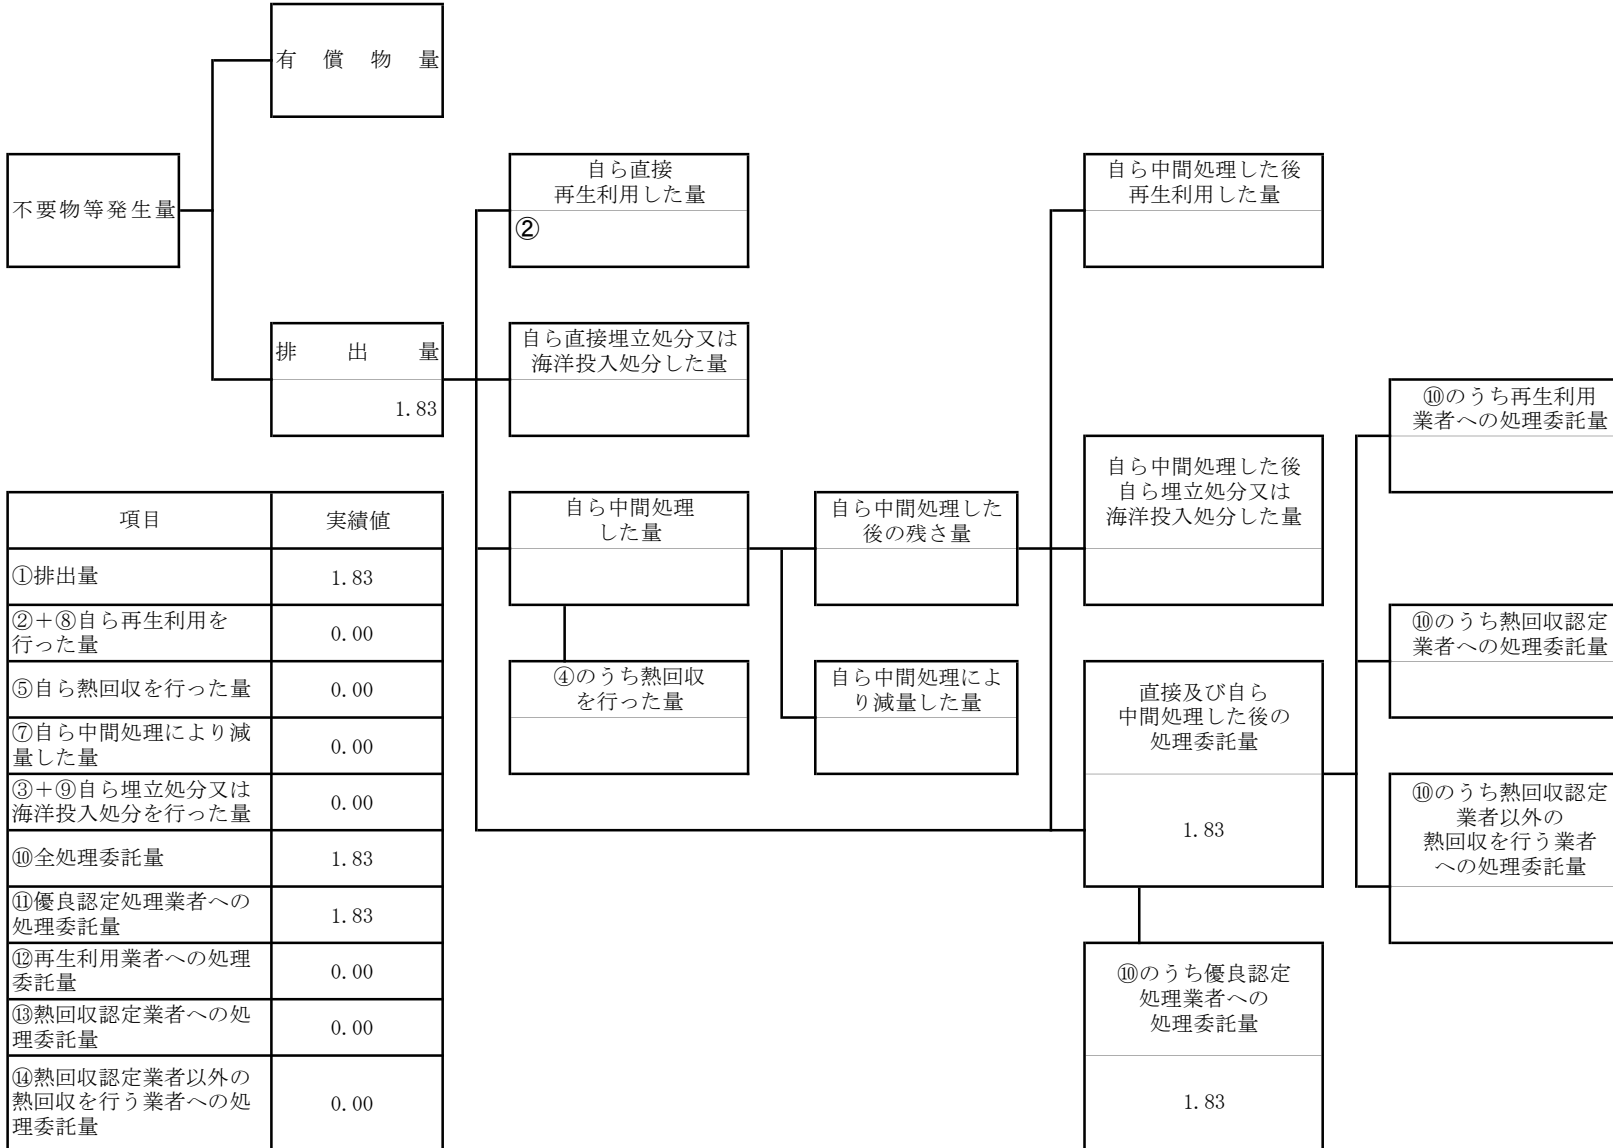 有償物量
不要物等発生量
自ら直接
再生利用した量
②
自ら中間処理した後
再生利用した量
排出量
1.83
自ら直接埋立処分又は
海洋投入処分した量
⑩のうち再生利用
業者への処理委託量
自ら中間処理
した量
自ら中間処理した
後の残さ量
自ら中間処理した後
自ら埋立処分又は
海洋投入処分した量
⑩のうち熱回収認定
業者への処理委託量
④のうち熱回収
を行った量
自ら中間処理によ
り減量した量
直接及び自ら
中間処理した後の
処理委託量
1.83
⑩のうち熱回収認定
業者以外の
熱回収を行う業者
への処理委託量
⑩のうち優良認定
処理業者への
処理委託量
1.83
項目 実績値
①排出量 1.83
②+⑧自ら再生利用を
行った量 0.00
⑤自ら熱回収を行った量 0.00
⑦自ら中間処理により減
量した量 0.00
③+⑨自ら埋立処分又は
海洋投入処分を行った量 0.00
⑩全処理委託量 1.83
⑪優良認定処理業者への
処理委託量 1.83
⑫再生利用業者への処理
委託量 0.00
⑬熱回収認定業者への処
理委託量 0.00
⑭熱回収認定業者以外の
熱回収を行う業者への処
理委託量 0.00